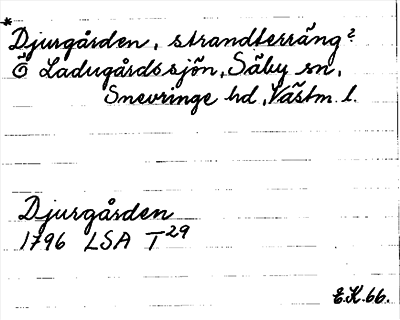 * Djurgården, strandterräng?
Ö Ladugårdssjön, Säby sn,
Snevringe hd, Västm. l.
Djurgården
1796 LSA T29
E.K.66.